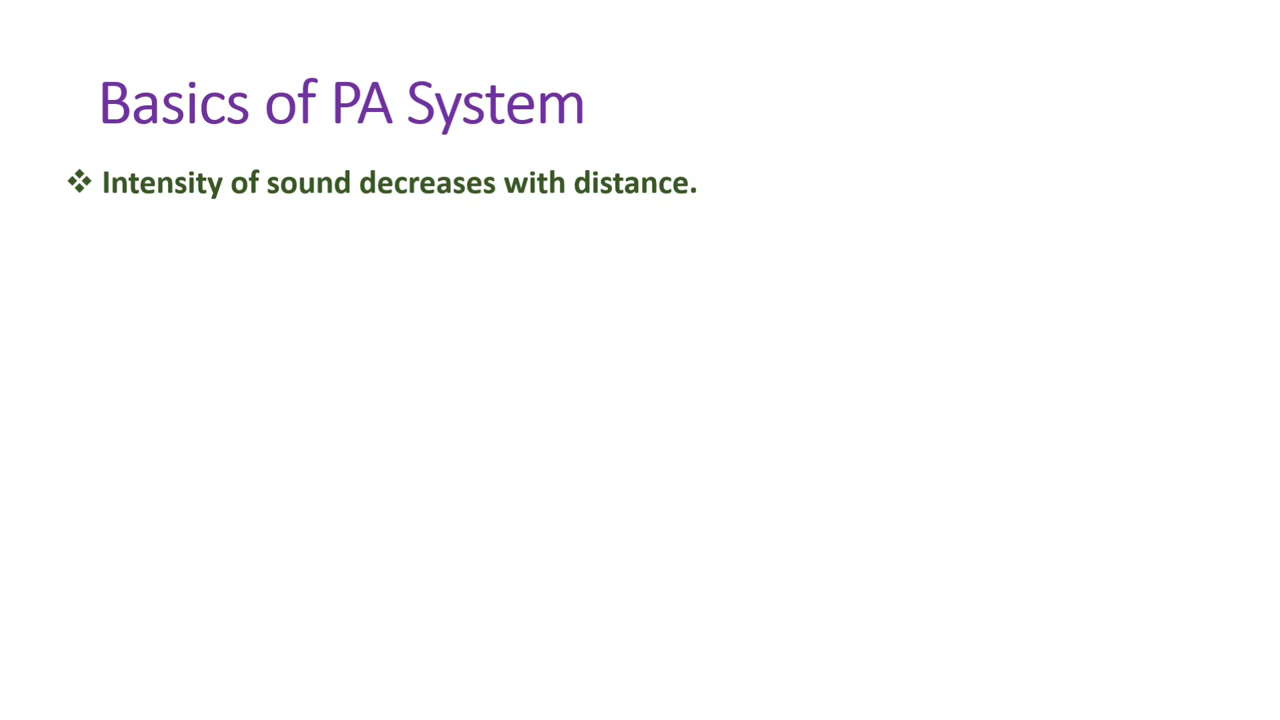 Basics of PA System
❖ Intensity of sound decreases with distance.